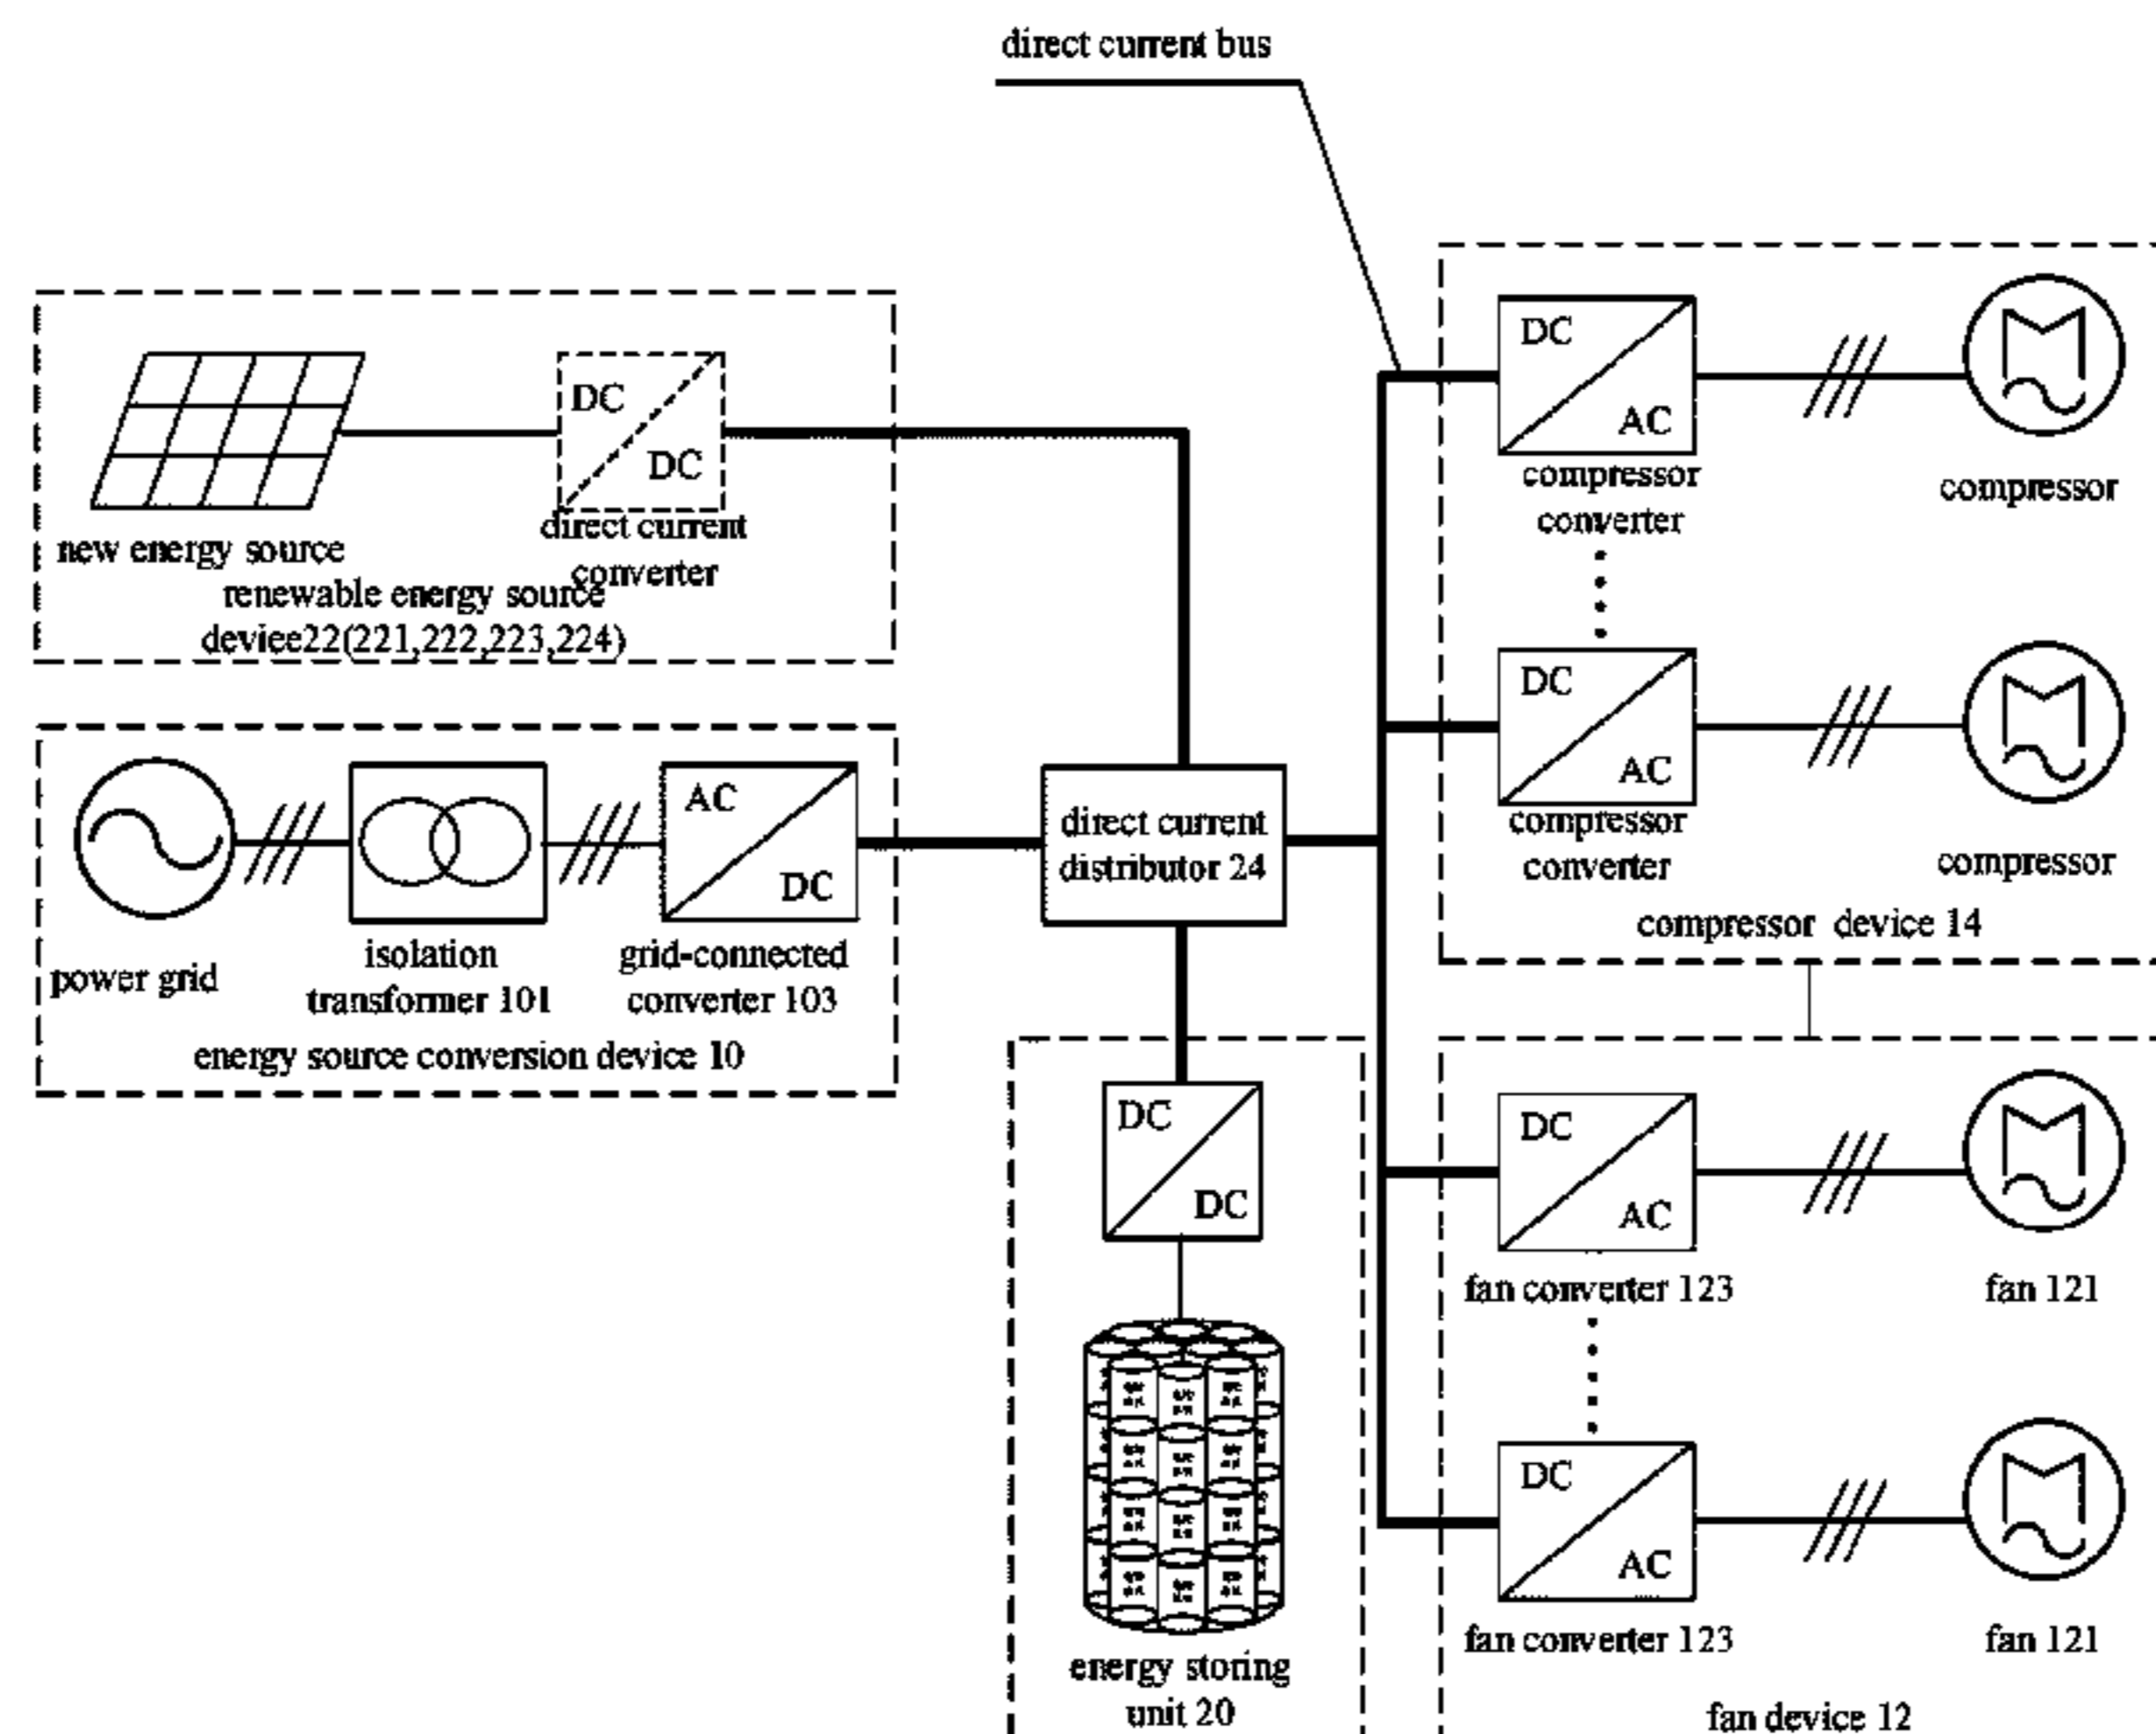 direct current bus
DC
DC
new energy source
direct current
converter
renewable energy source
device22(221,222,223,224)
AC
DC
power grid
isolation
transformer 101
grid-connected
converter 103
energy source conversion device 10
direct current
distributor 24
DC
DC
energy storing
unit 20
DC
AC
compressor
converter
compressor
DC
AC
compressor
converter
compressor
compressor device 14
DC
AC
fan converter 123
fan 121
DC
AC
fan converter 123
fan 121
fan device 12